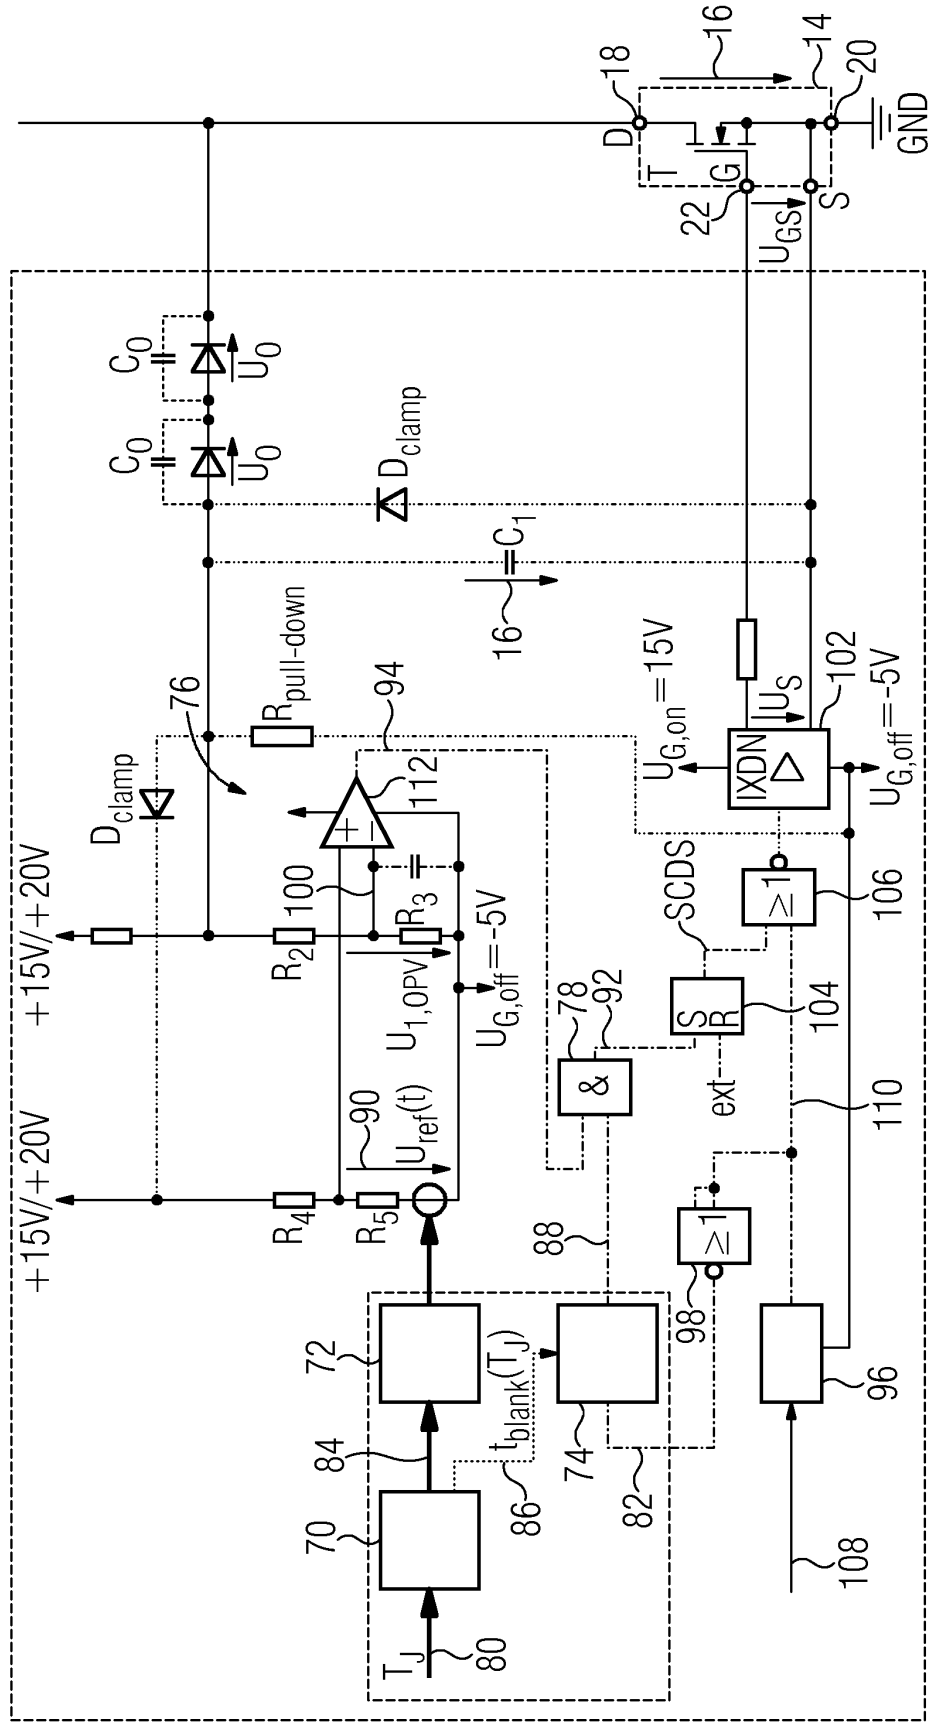 +15V/+20V
+15V/+20V
D_clamp
76
C_0
C_0
U_0
U_0
R_pull-down
D_clamp
C_1
16
R_4
R_5
90
U_ref(t)
R_2
100
R_3
U_1,OPV
U_G,off=-5V
+
−
112
94
T_J
80
70
84
72
86
t_blank(T_J)
74
82
88
&
78
92
98
≥1
S
R
104
ext
SCDS
≥1
106
110
96
108
IXDN
U_G,on=15V
U_S
102
U_G,off=-5V
D
18
16
14
T
G
22
U_GS
S
20
GND